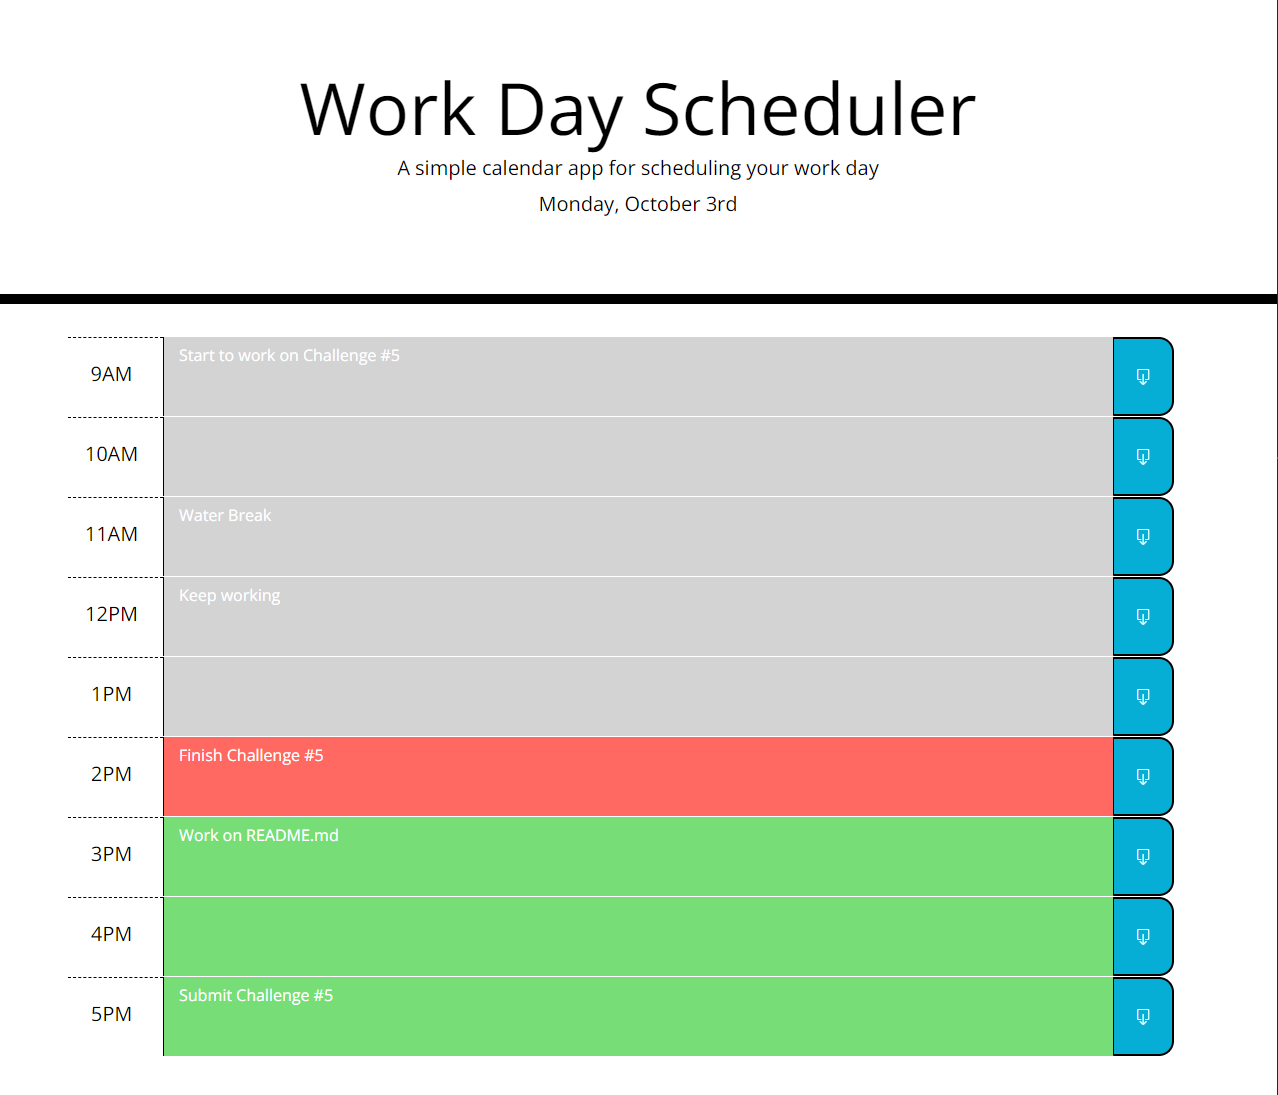 Work Day Scheduler
A simple calendar app for scheduling your work day
Monday, October 3rd
9AM
Start to work on Challenge #5
10AM
11AM
Water Break
12PM
Keep working
1PM
2PM
Finish Challenge #5
3PM
Work on README.md
4PM
5PM
Submit Challenge #5